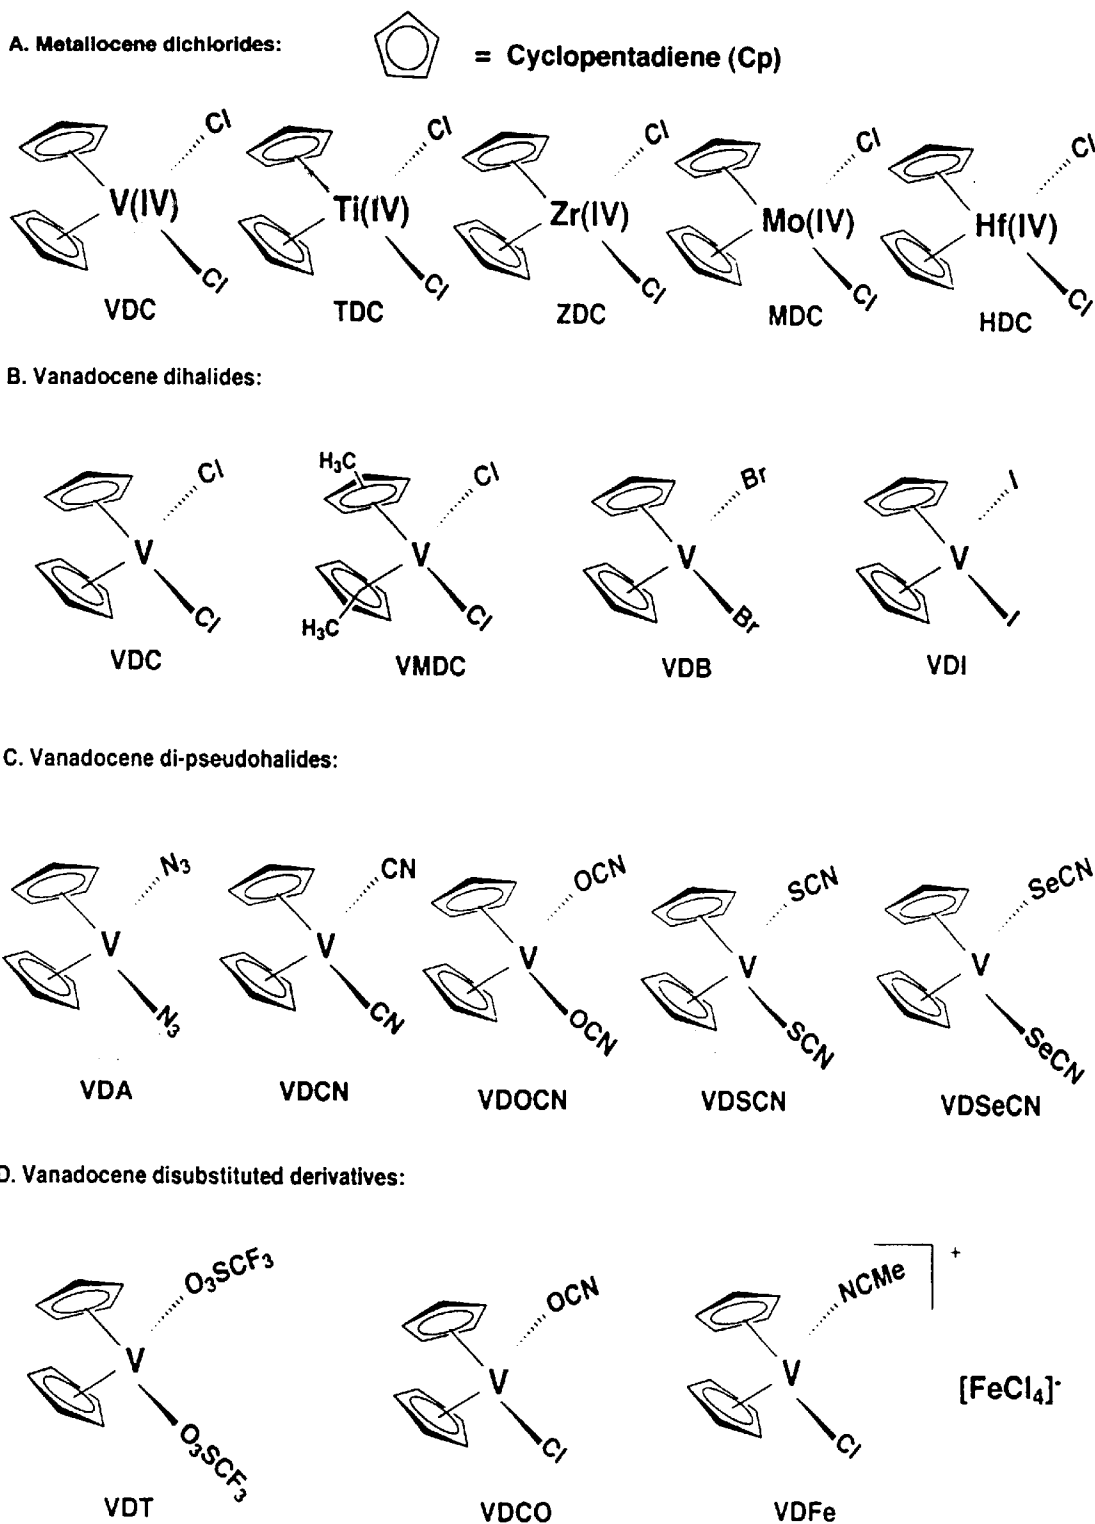 A. Metallocene dichlorides:
= Cyclopentadiene (Cp)
Cl Cl Cl Cl Cl
V(IV) Ti(IV) Zr(IV) Mo(IV) Hf(IV)
Cl Cl Cl Cl Cl
VDC TDC ZDC MDC HDC
B. Vanadocene dihalides:
Cl H₃C Cl Br I
V V V V
Cl H₃C Cl Br I
VDC VMDC VDB VDI
C. Vanadocene di-pseudohalides:
N₃ CN OCN SCN SeCN
V V V V V
N₃ CN OCN SCN SeCN
VDA VDCN VDOCN VDSCN VDSeCN
D. Vanadocene disubstituted derivatives:
O₃SCF₃ OCN NCMe +
V V V [FeCl₄]⁻
O₃SCF₃ Cl Cl
VDT VDCO VDFe